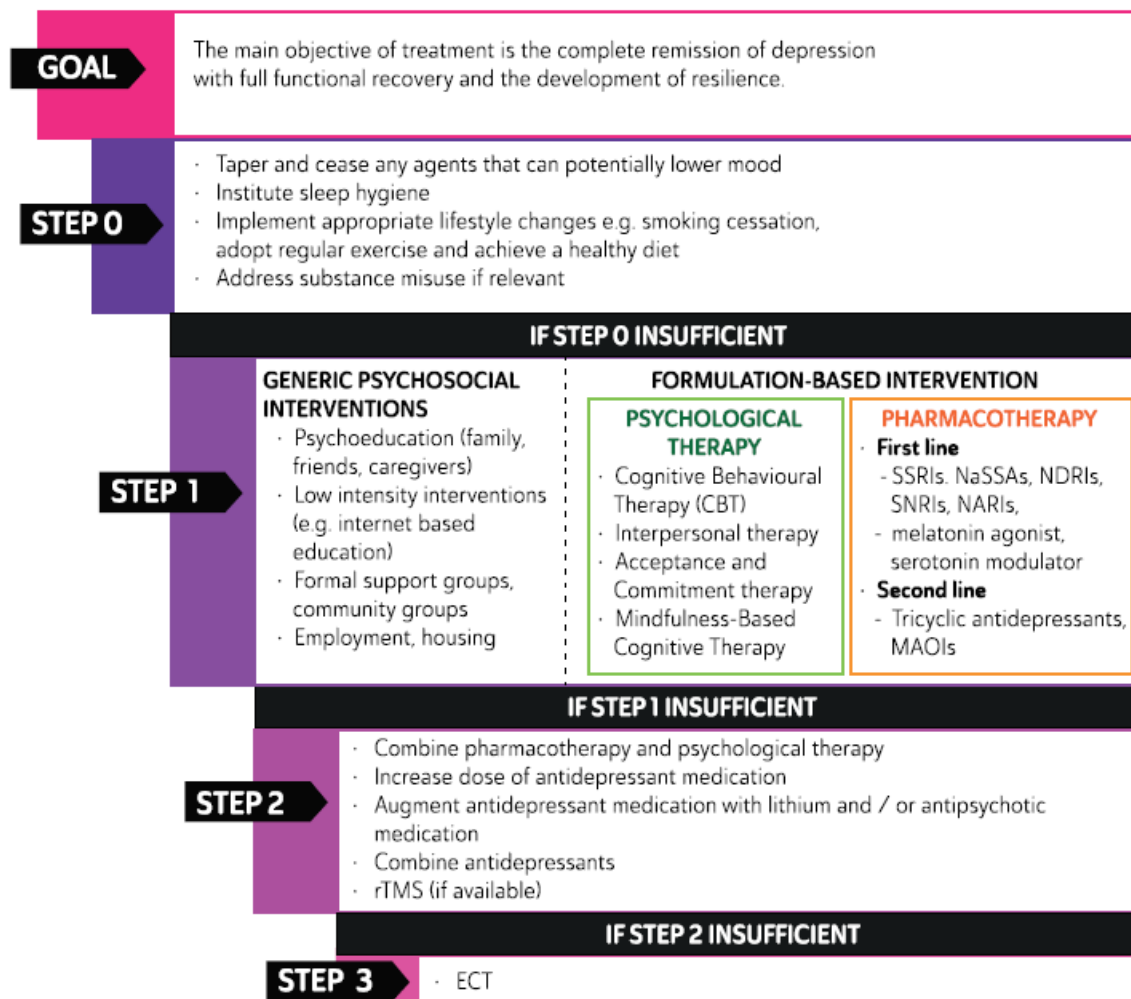 GOAL
The main objective of treatment is the complete remission of depression
with full functional recovery and the development of resilience.
STEP 0
· Taper and cease any agents that can potentially lower mood
· Institute sleep hygiene
· Implement appropriate lifestyle changes e.g. smoking cessation,
adopt regular exercise and achieve a healthy diet
· Address substance misuse if relevant
IF STEP 0 INSUFFICIENT
STEP 1
GENERIC PSYCHOSOCIAL
INTERVENTIONS
· Psychoeducation (family,
friends, caregivers)
· Low intensity interventions
(e.g. internet based
education)
· Formal support groups,
community groups
· Employment, housing
FORMULATION-BASED INTERVENTION
PSYCHOLOGICAL
THERAPY
· Cognitive Behavioural
Therapy (CBT)
· Interpersonal therapy
· Acceptance and
Commitment therapy
· Mindfulness-Based
Cognitive Therapy
PHARMACOTHERAPY
· First line
- SSRIs. NaSSAs, NDRIs,
SNRIs, NARIs,
- melatonin agonist,
serotonin modulator
· Second line
- Tricyclic antidepressants,
MAOIs
IF STEP 1 INSUFFICIENT
STEP 2
· Combine pharmacotherapy and psychological therapy
· Increase dose of antidepressant medication
· Augment antidepressant medication with lithium and / or antipsychotic
medication
· Combine antidepressants
· rTMS (if available)
IF STEP 2 INSUFFICIENT
STEP 3
· ECT